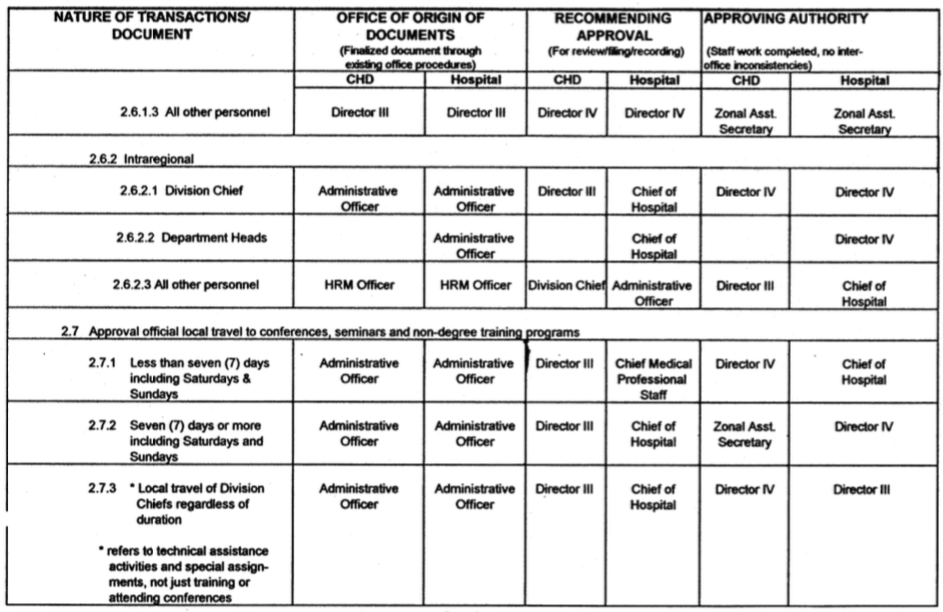 NATURE OF TRANSACTIONS/
DOCUMENT
OFFICE OF ORIGIN OF
DOCUMENTS
(Finalized document through
existing office procedures)
RECOMMENDING
APPROVAL
(For review/filing/recording)
APPROVING AUTHORITY
(Staff work completed, no inter-
office inconsistencies)
CHD Hospital CHD Hospital CHD Hospital
2.6.1.3 All other personnel Director III Director III Director IV Director IV Zonal Asst. Zonal Asst.
Secretary Secretary
2.6.2 Intraregional
2.6.2.1 Division Chief Administrative Administrative Director III Chief of Director IV Director IV
Officer Officer Hospital
2.6.2.2 Department Heads Administrative Chief of Director IV
Officer Hospital
2.6.2.3 All other personnel HRM Officer HRM Officer Division Chief Administrative Director III Chief of
Officer Hospital
2.7 Approval official local travel to conferences, seminars and non-degree training programs
2.7.1 Less than seven (7) days Administrative Administrative Director III Chief Medical Director IV Chief of
including Saturdays & Officer Officer Professional Hospital
Sundays Staff
2.7.2 Seven (7) days or more Administrative Administrative Director III Chief of Zonal Asst. Director IV
including Saturdays and Officer Officer Hospital Secretary
Sundays
2.7.3 * Local travel of Division Administrative Administrative Director III Chief of Director IV Director III
Chiefs regardless of Officer Officer Hospital
duration
* refers to technical assistance
activities and special assign-
ments, not just training or
attending conferences